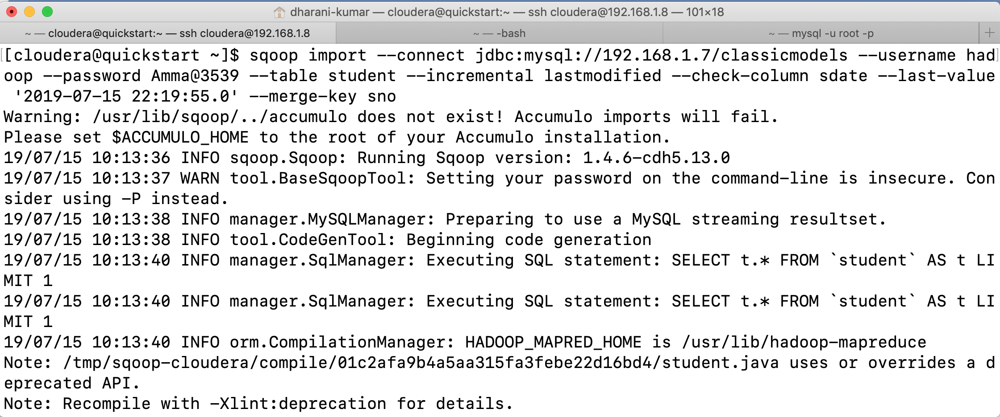 dharani-kumar — cloudera@quickstart:~ — ssh cloudera@192.168.1.8 — 101×18
~ — cloudera@quickstart:~ — ssh cloudera@192.168.1.8
~ — -bash
~ — mysql -u root -p
+
[[cloudera@quickstart ~]$ sqoop import --connect jdbc:mysql://192.168.1.7/classicmodels --username had]
oop --password Amma@3539 --table student --incremental lastmodified --check-column sdate --last-value
 '2019-07-15 22:19:55.0' --merge-key sno
Warning: /usr/lib/sqoop/../accumulo does not exist! Accumulo imports will fail.
Please set $ACCUMULO_HOME to the root of your Accumulo installation.
19/07/15 10:13:36 INFO sqoop.Sqoop: Running Sqoop version: 1.4.6-cdh5.13.0
19/07/15 10:13:37 WARN tool.BaseSqoopTool: Setting your password on the command-line is insecure. Con
sider using -P instead.
19/07/15 10:13:38 INFO manager.MySQLManager: Preparing to use a MySQL streaming resultset.
19/07/15 10:13:38 INFO tool.CodeGenTool: Beginning code generation
19/07/15 10:13:40 INFO manager.SqlManager: Executing SQL statement: SELECT t.* FROM `student` AS t LI
MIT 1
19/07/15 10:13:40 INFO manager.SqlManager: Executing SQL statement: SELECT t.* FROM `student` AS t LI
MIT 1
19/07/15 10:13:40 INFO orm.CompilationManager: HADOOP_MAPRED_HOME is /usr/lib/hadoop-mapreduce
Note: /tmp/sqoop-cloudera/compile/01c2afa9b4a5aa315fa3febe22d16bd4/student.java uses or overrides a d
eprecated API.
Note: Recompile with -Xlint:deprecation for details.